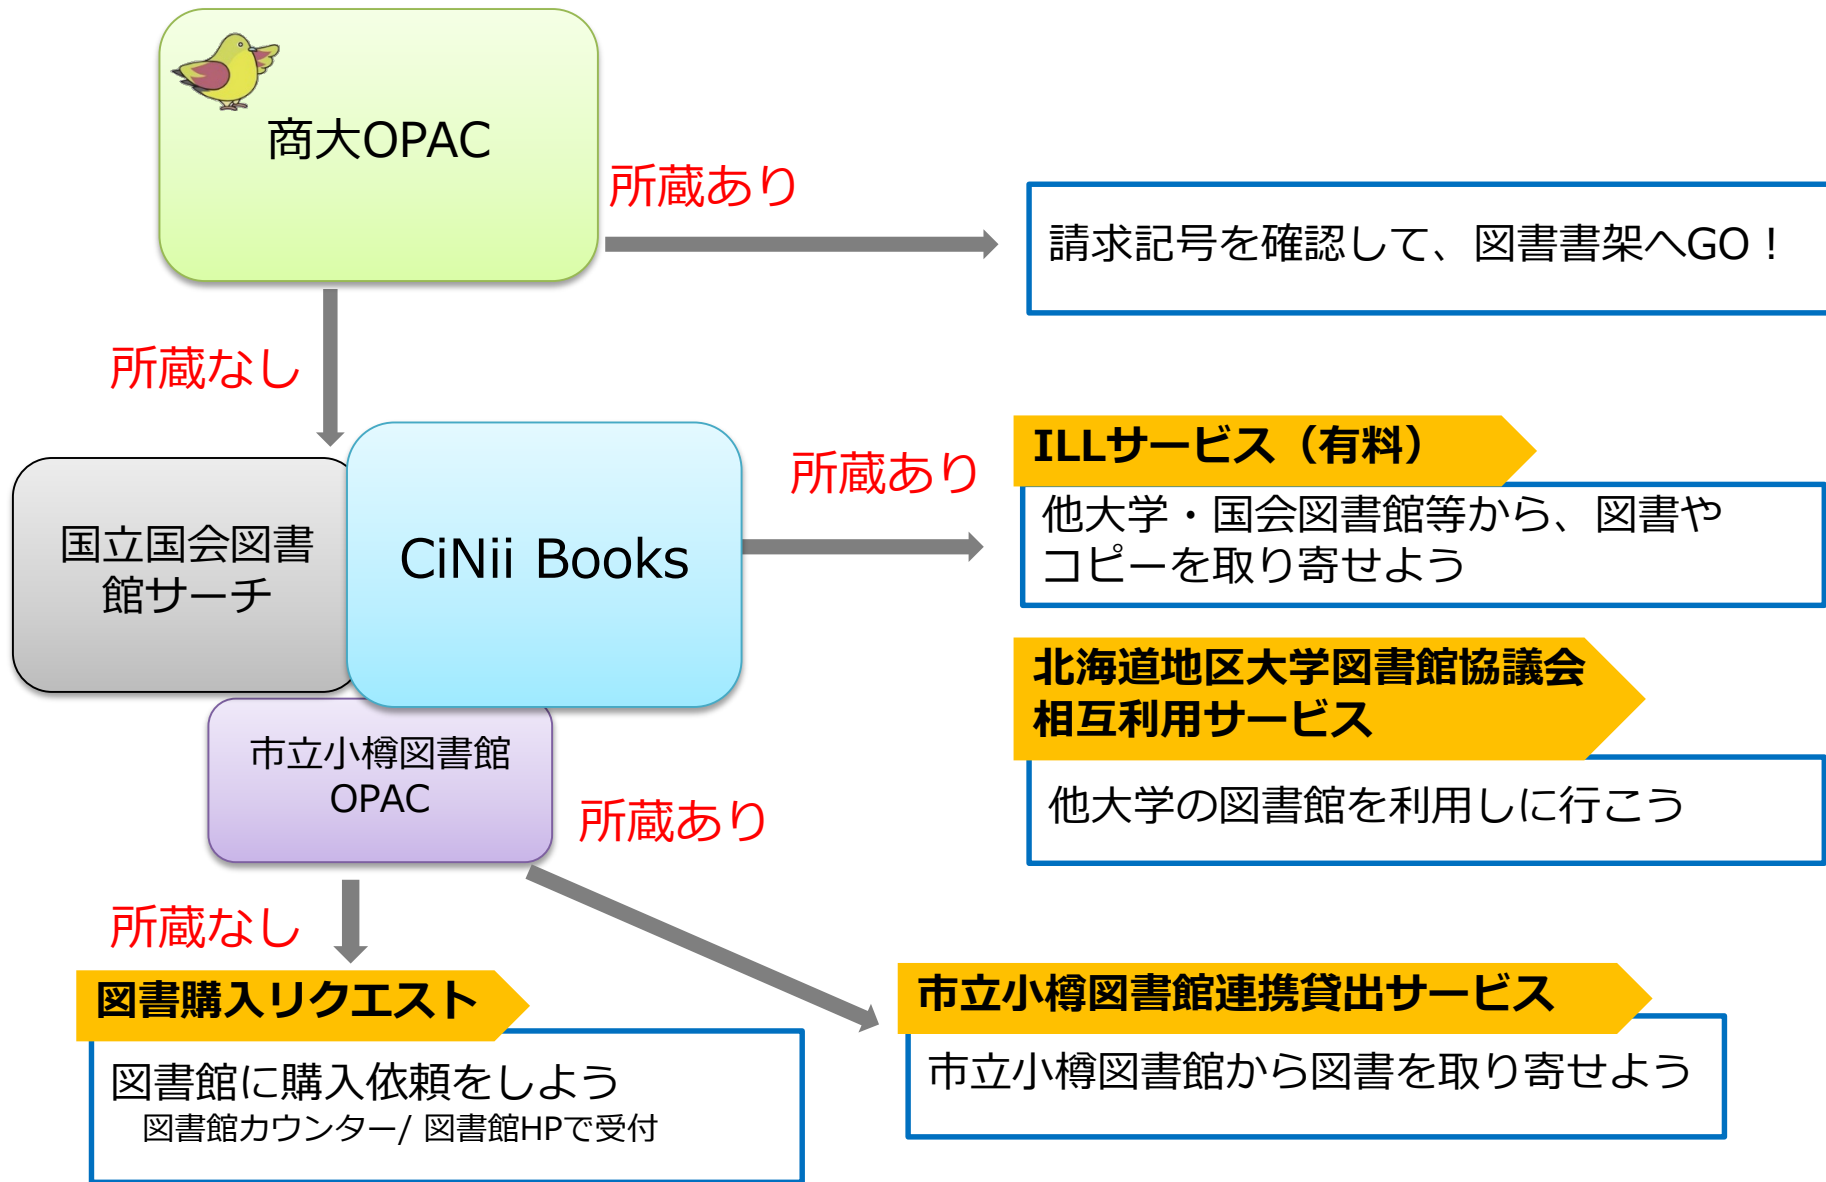 商大OPAC
所蔵あり
請求記号を確認して、図書書架へGO！
所蔵なし
国立国会図書
館サーチ
CiNii Books
所蔵あり
ILLサービス（有料）
他大学・国会図書館等から、図書や
コピーを取り寄せよう
北海道地区大学図書館協議会
相互利用サービス
他大学の図書館を利用しに行こう
市立小樽図書館
OPAC
所蔵あり
所蔵なし
図書購入リクエスト
図書館に購入依頼をしよう
図書館カウンター/ 図書館HPで受付
市立小樽図書館連携貸出サービス
市立小樽図書館から図書を取り寄せよう